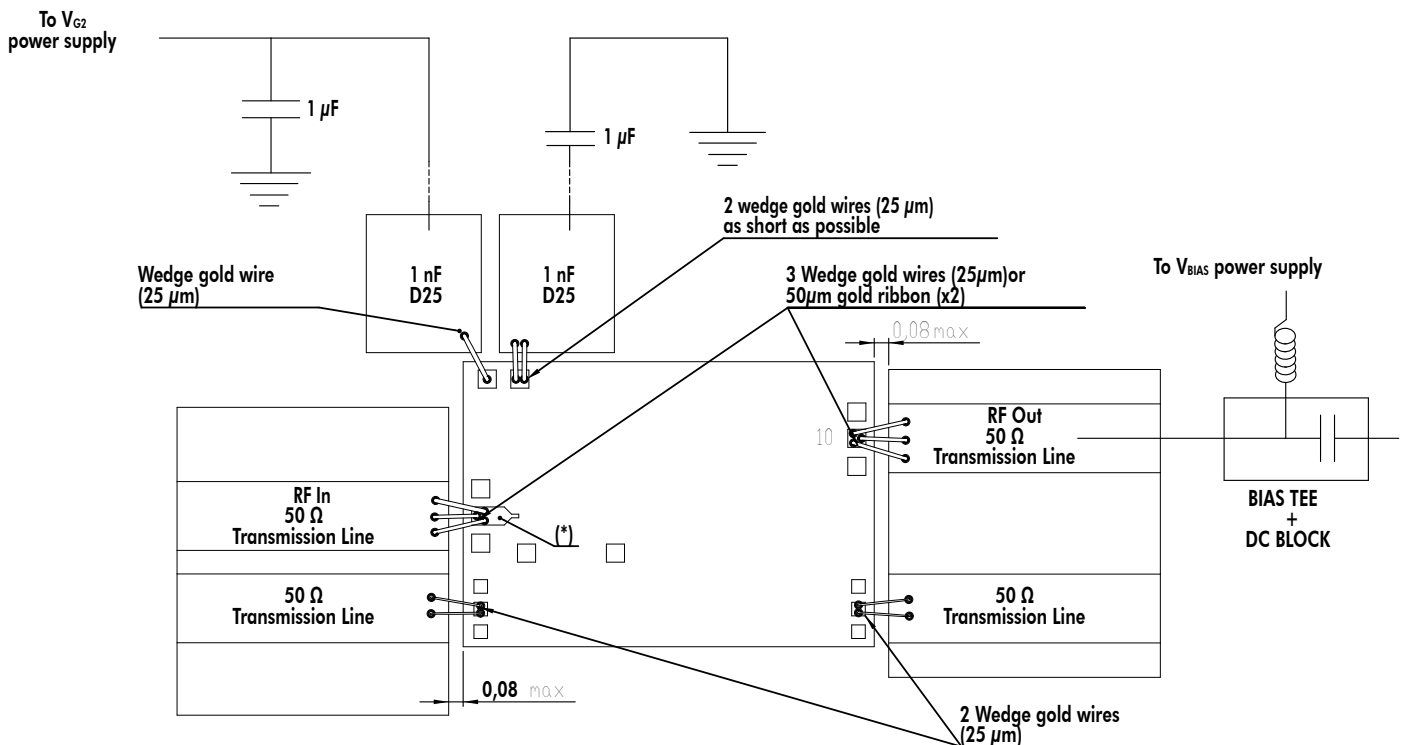 To VG2
power supply
1 µF
1 µF
2 wedge gold wires (25 µm)
as short as possible
Wedge gold wire
(25 µm)
1 nF
D25
1 nF
D25
3 Wedge gold wires (25µm)or
50µm gold ribbon (x2)
To VBIAS power supply
0,08 max
10
RF Out
50 Ω
Transmission Line
RF In
50 Ω
Transmission Line
(*)
BIAS TEE
+
DC BLOCK
50 Ω
Transmission Line
50 Ω
Transmission Line
0,08 max
2 Wedge gold wires
(25 µm)